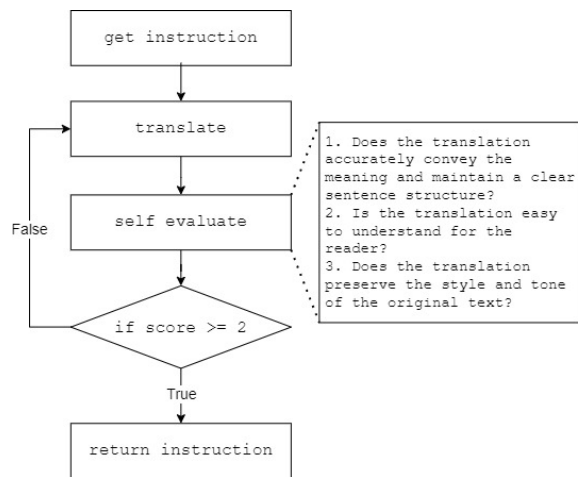 get instruction
translate
1. Does the translation
accurately convey the
meaning and maintain a clear
sentence structure?
2. Is the translation easy
to understand for the
reader?
3. Does the translation
preserve the style and tone
of the original text?
self evaluate
False
if score >= 2
True
return instruction